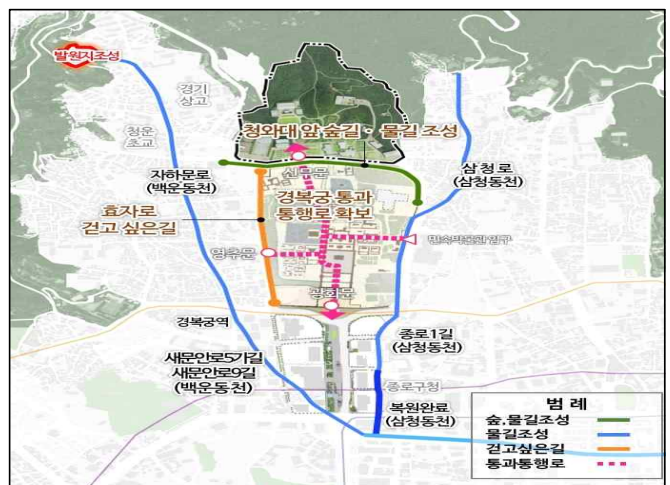 발원지조성
경기
상고
청운
초교
청와대 앞 숲길·물길 조성
자하문로
(백운동천)
신무문
삼청로
(삼청동천)
경복궁 통과
통행로 확보
효자로
걷고 싶은길
영추문
민속박물관입구
광화문
경복궁역
종로1길
(삼청동천)
새문안로5가길
새문안로9길
(백운동천)
종로구청
복원완료
(삼청동천)
범 례
숲,물길조성
물길조성
걷고싶은길
통과통행로